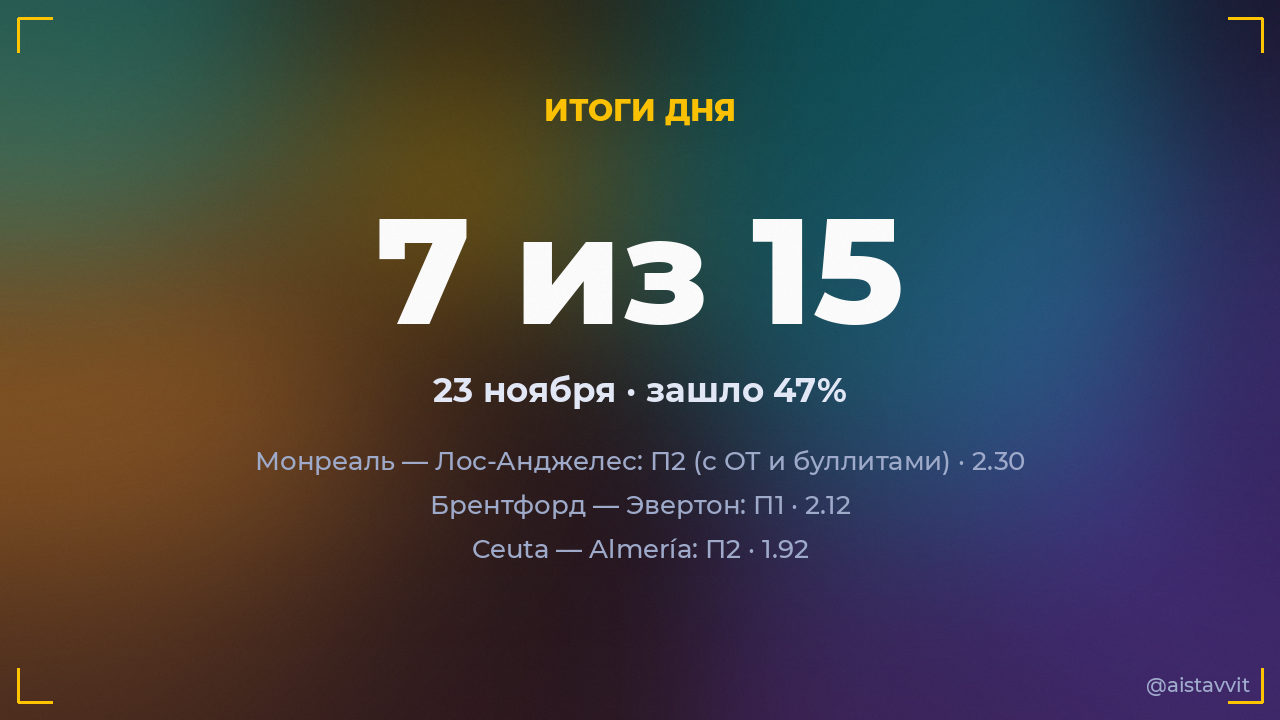 ИТОГИ ДНЯ
7 из 15
23 ноября · зашло 47%
Монреаль — Лос-Анджелес: П2 (с ОТ и буллитами) · 2.30
Брентфорд — Эвертон: П1 · 2.12
Ceuta — Almería: П2 · 1.92
@aistavvit